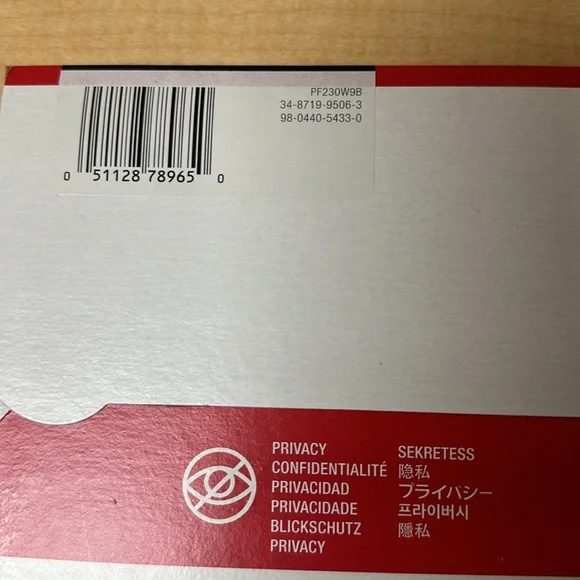 PF230W9B
34-8719-9506-3
98-0440-5433-0
0 51128 78965 0
PRIVACY
CONFIDENTIALITÉ
PRIVACIDAD
PRIVACIDADE
BLICKSCHUTZ
PRIVACY
SEKRETESS
隐私
プライバシー
프라이버시
隱私